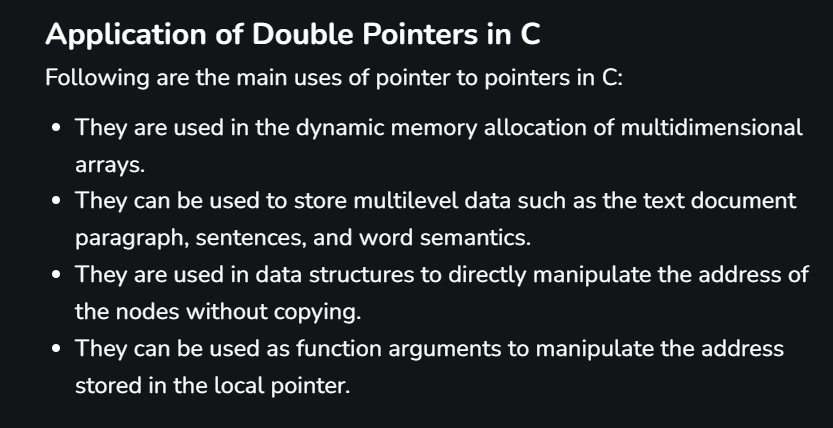 Application of Double Pointers in C
Following are the main uses of pointer to pointers in C:
• They are used in the dynamic memory allocation of multidimensional
arrays.
• They can be used to store multilevel data such as the text document
paragraph, sentences, and word semantics.
• They are used in data structures to directly manipulate the address of
the nodes without copying.
• They can be used as function arguments to manipulate the address
stored in the local pointer.